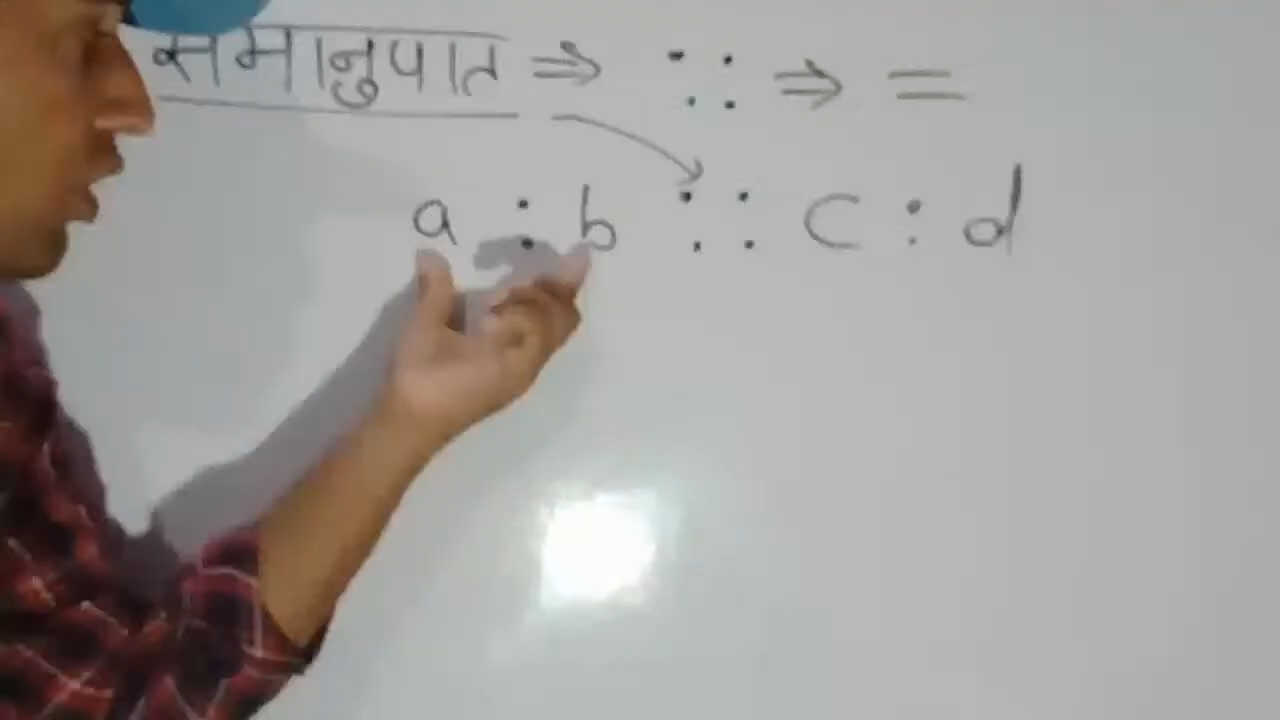 समानुपात ⇒ :: ⇒ =
a : b :: c : d